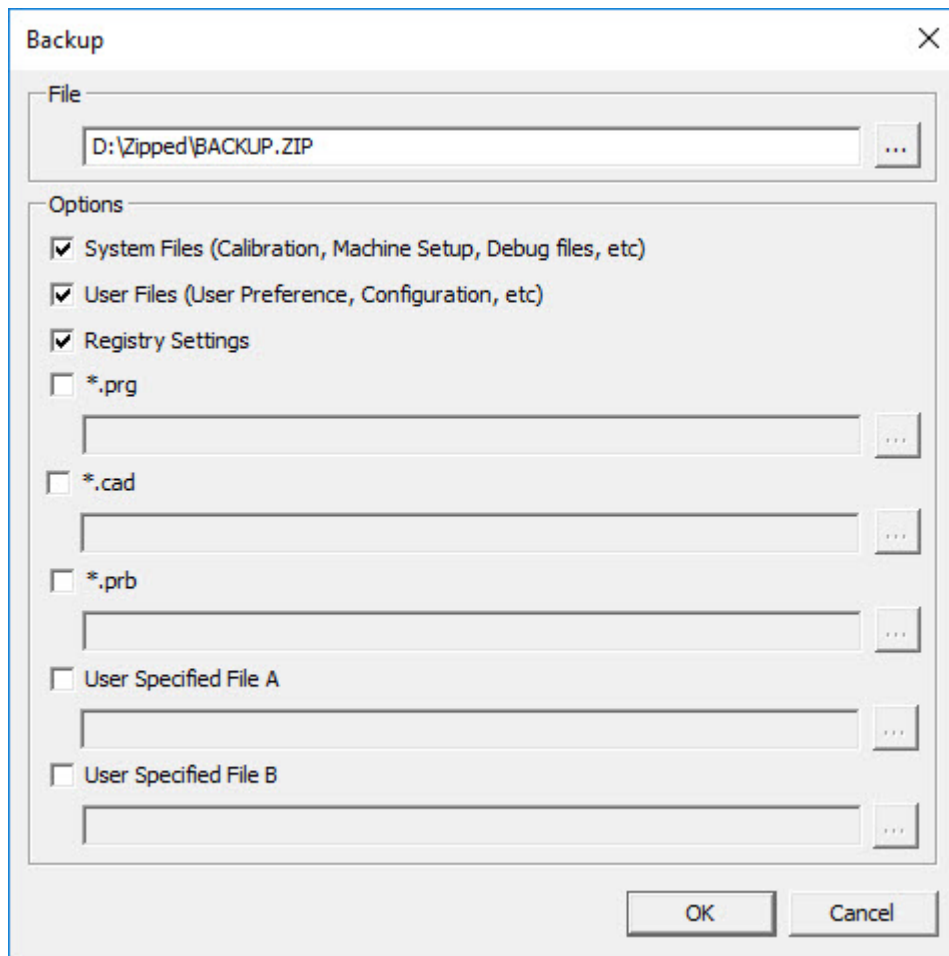 Backup
File
D:\Zipped\BACKUP.ZIP
...
Options
System Files (Calibration, Machine Setup, Debug files, etc)
User Files (User Preference, Configuration, etc)
Registry Settings
*.prg
...
*.cad
...
*.prb
...
User Specified File A
...
User Specified File B
...
OK Cancel